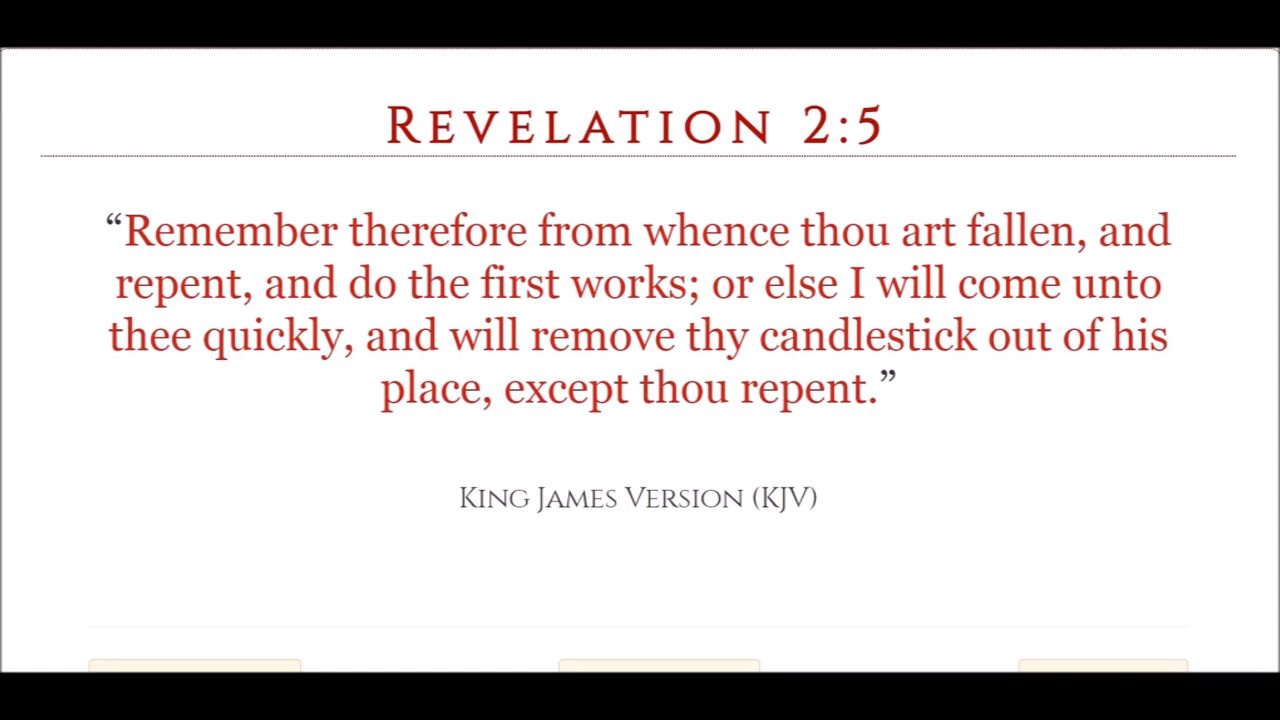 Revelation 2:5
“Remember therefore from whence thou art fallen, and
repent, and do the first works; or else I will come unto
thee quickly, and will remove thy candlestick out of his
place, except thou repent.”
King James Version (KJV)